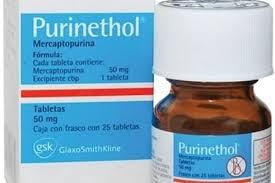 Purinethol®
Mercaptopurina
Fórmula:
Cada tableta contiene:
Mercaptopurina 50 mg
Excipiente cbp 1 tableta
Tabletas
50 mg
Caja con frasco con 25 tabletas
gsk GlaxoSmithKline
Purinethol
Mercaptopurina
Tabletas
50 mg